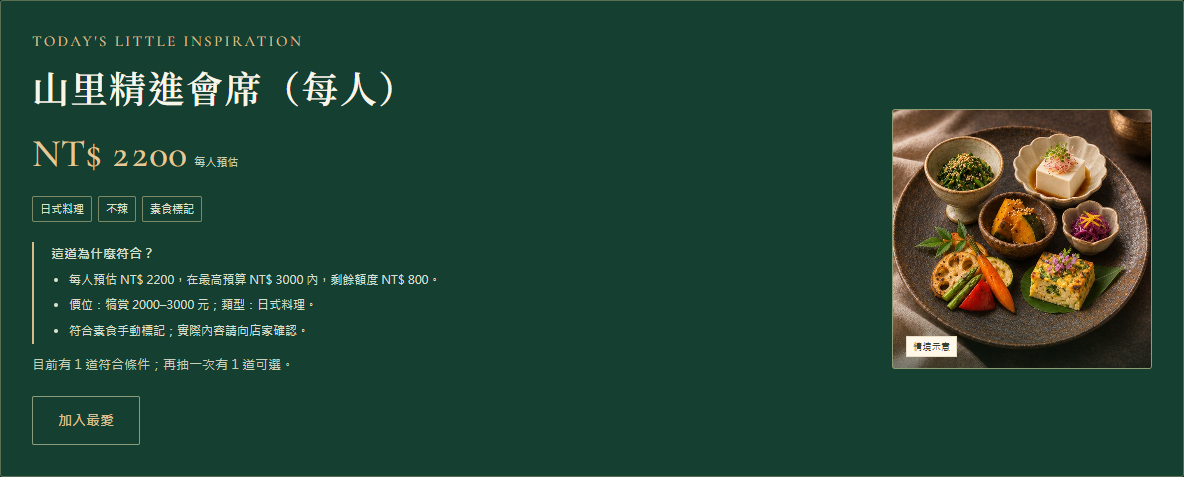 TODAY'S LITTLE INSPIRATION
山里精進會席（每人）
NT$ 2200 每人預估
日式料理 不辣 素食標記
這道為什麼符合？
• 每人預估 NT$ 2200，在最高預算 NT$ 3000 內，剩餘額度 NT$ 800。
• 價位：犒賞 2000–3000 元；類型：日式料理。
• 符合素食手動標記；實際內容請向店家確認。
目前有 1 道符合條件；再抽一次有 1 道可選。
加入最愛
情境示意